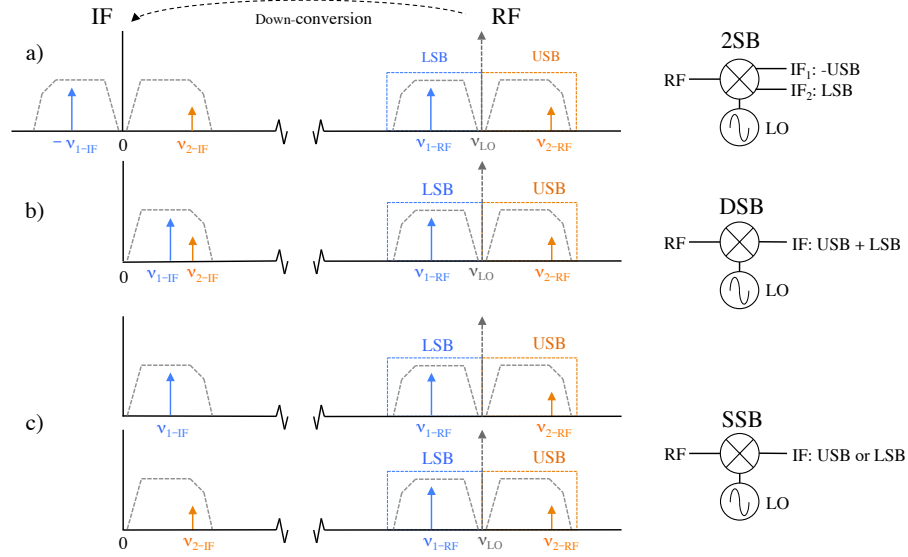 IF Down-conversion RF
a)
LSB USB
− ν1−IF 0 ν2−IF ν1−RF νLO ν2−RF
2SB
RF IF1: -USB
IF2: LSB
LO
b)
LSB USB
0 ν1−IF ν2−IF ν1−RF νLO ν2−RF
DSB
RF IF: USB + LSB
LO
c)
LSB USB
ν1−IF ν1−RF ν2−RF
LSB USB
0 ν2−IF ν1−RF νLO ν2−RF
SSB
RF IF: USB or LSB
LO